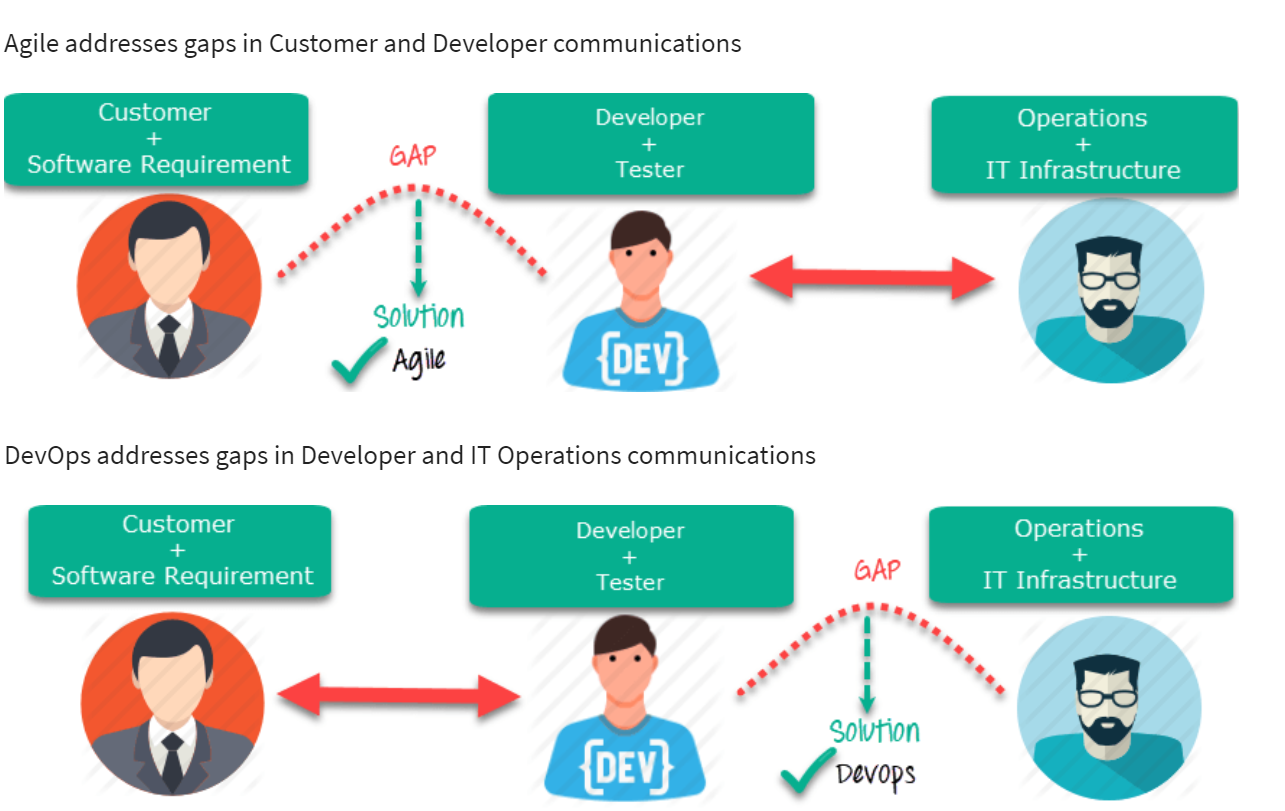 Agile addresses gaps in Customer and Developer communications
Customer
+
Software Requirement
GAP
Solution
Agile
Developer
+
Tester
{DEV}
Operations
+
IT Infrastructure
DevOps addresses gaps in Developer and IT Operations communications
Customer
+
Software Requirement
Developer
+
Tester
{DEV}
GAP
Solution
Devops
Operations
+
IT Infrastructure